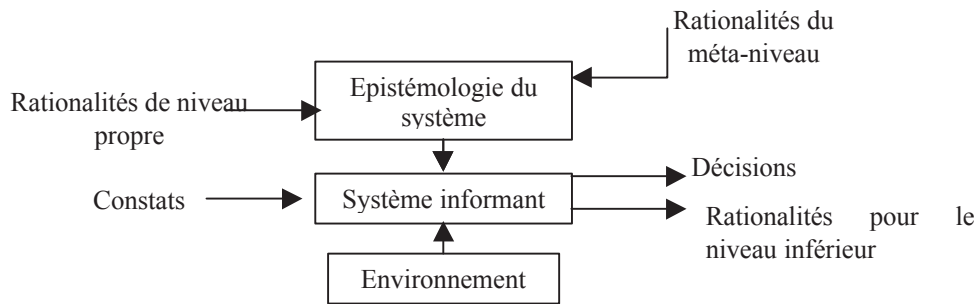 Rationalités du
méta-niveau
Epistémologie du
système
Rationalités de niveau
propre
Décisions
Constats
Système informant
Rationalités pour le
niveau inférieur
Environnement